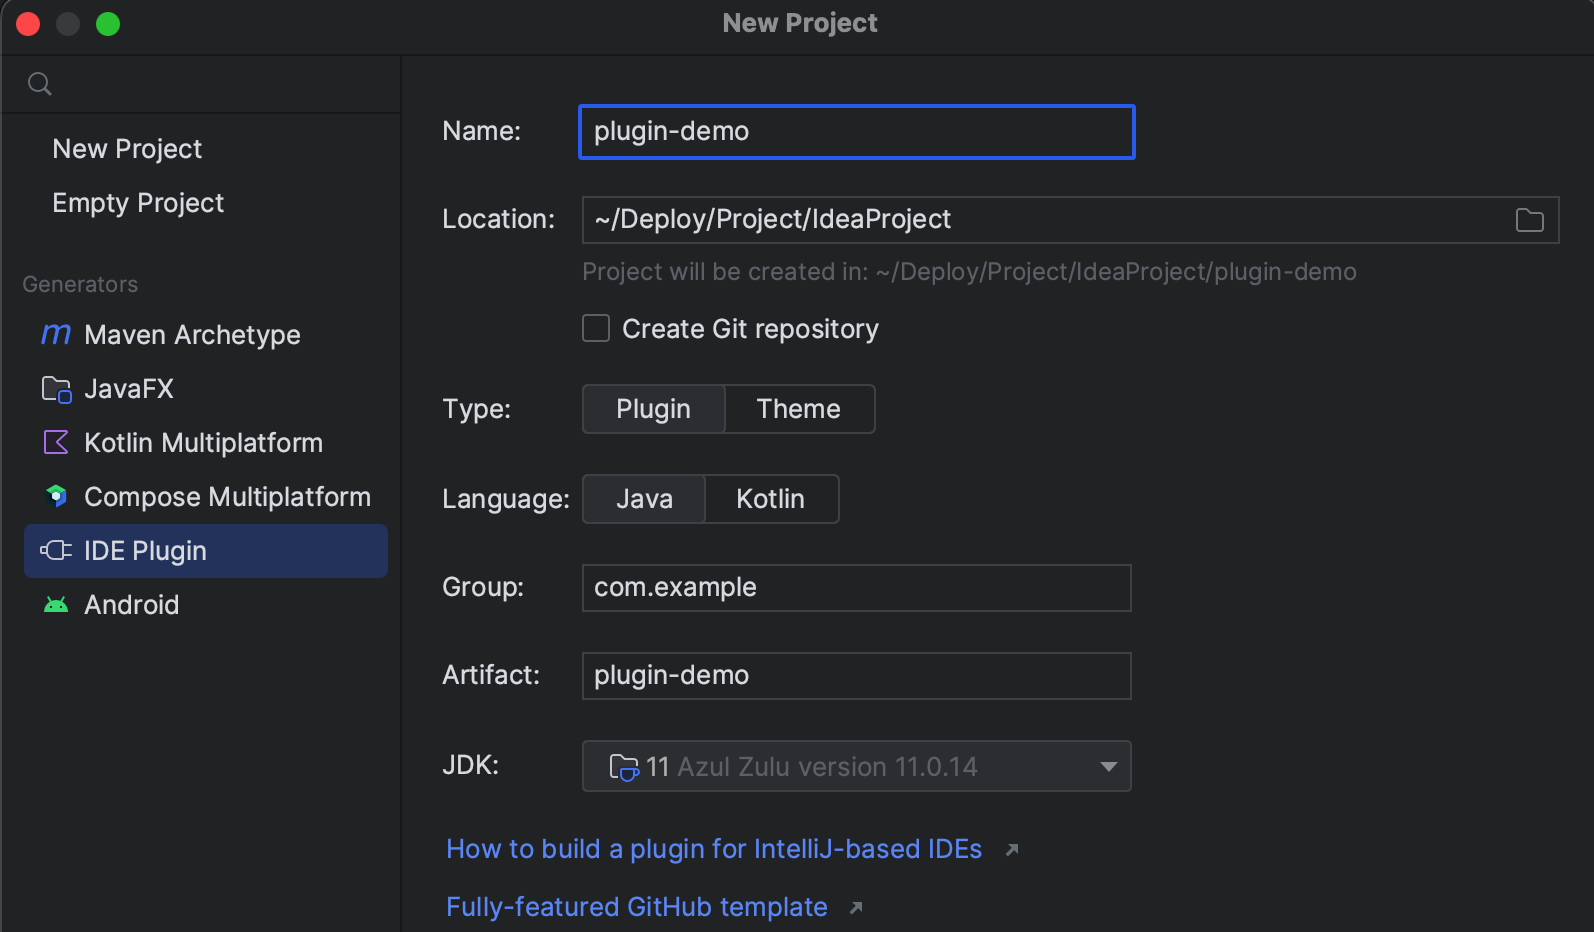 New Project
New Project
Empty Project
Generators
Maven Archetype
JavaFX
Kotlin Multiplatform
Compose Multiplatform
IDE Plugin
Android
Name: plugin-demo
Location: ~/Deploy/Project/IdeaProject
Project will be created in: ~/Deploy/Project/IdeaProject/plugin-demo
Create Git repository
Type: Plugin Theme
Language: Java Kotlin
Group: com.example
Artifact: plugin-demo
JDK: 11 Azul Zulu version 11.0.14
How to build a plugin for IntelliJ-based IDEs ↗
Fully-featured GitHub template ↗